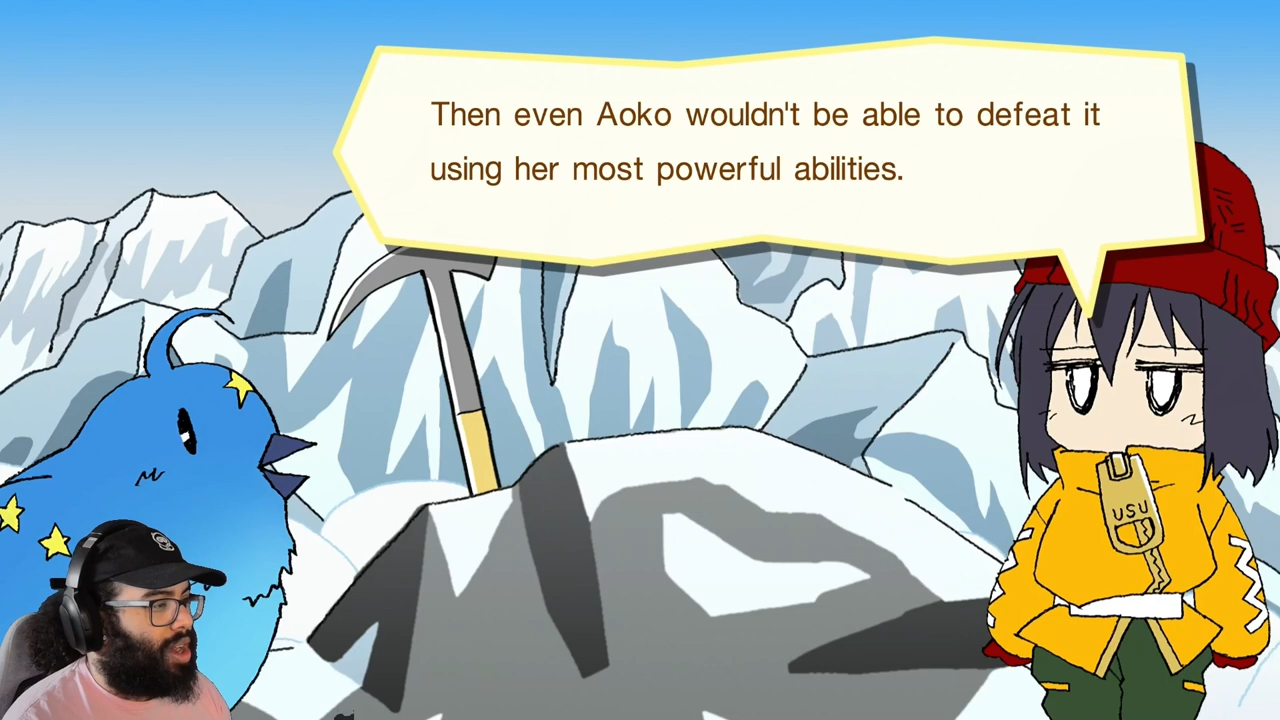 Then even Aoko wouldn't be able to defeat it
using her most powerful abilities.
USU